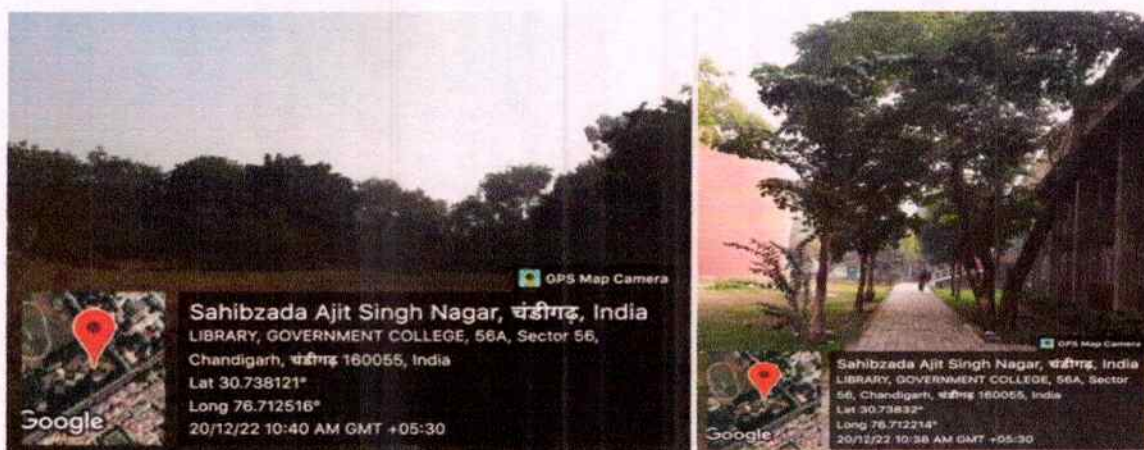 GPS Map Camera
Sahibzada Ajit Singh Nagar, चंडीगढ़, India
LIBRARY, GOVERNMENT COLLEGE, 56A, Sector 56,
Chandigarh, चंडीगढ़ 160055, India
Lat 30.738121°
Long 76.712516°
20/12/22 10:40 AM GMT +05:30
Google
GPS Map Camera
Sahibzada Ajit Singh Nagar, चंडीगढ़, India
LIBRARY, GOVERNMENT COLLEGE, 56A, Sector
56, Chandigarh, चंडीगढ़ 160055, India
Lat 30.73832°
Long 76.712214°
20/12/22 10:38 AM GMT +05:30
Google